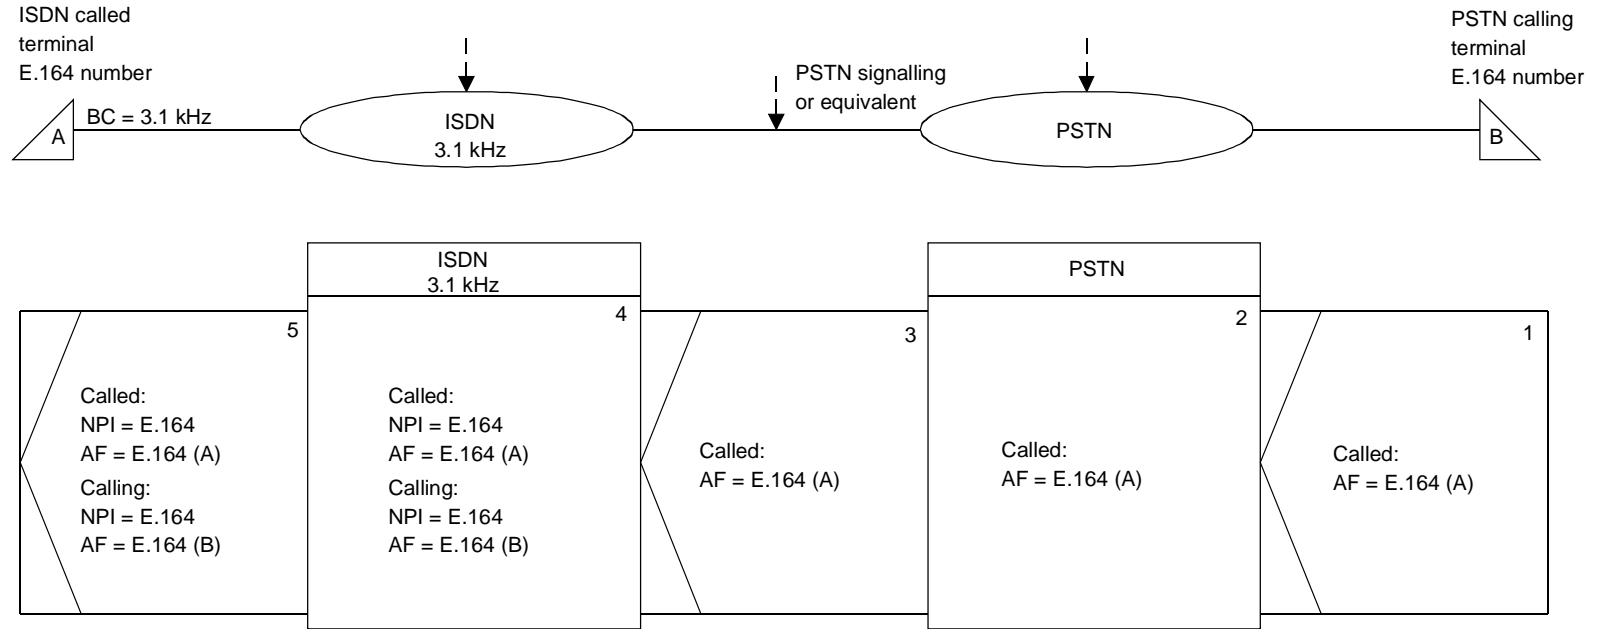 ISDN called
terminal
E.164 number
PSTN calling
terminal
E.164 number
PSTN signalling
or equivalent
BC = 3.1 kHz
A
ISDN
3.1 kHz
PSTN
B
ISDN
3.1 kHz
PSTN
5
Called:
NPI = E.164
AF = E.164 (A)
Calling:
NPI = E.164
AF = E.164 (B)
4
Called:
NPI = E.164
AF = E.164 (A)
Calling:
NPI = E.164
AF = E.164 (B)
3
Called:
AF = E.164 (A)
2
Called:
AF = E.164 (A)
1
Called:
AF = E.164 (A)